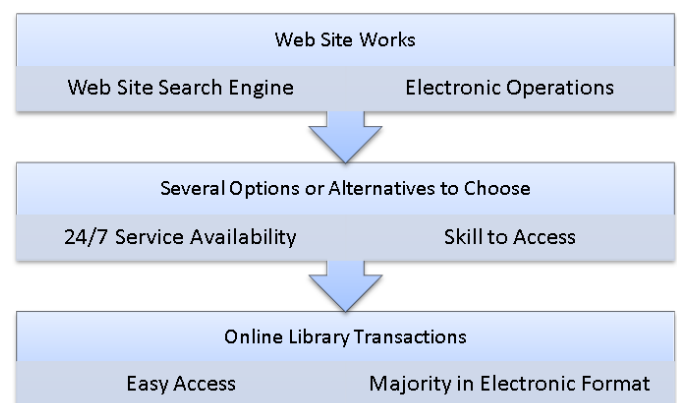 Web Site Works
Web Site Search Engine Electronic Operations
Several Options or Alternatives to Choose
24/7 Service Availability Skill to Access
Online Library Transactions
Easy Access Majority in Electronic Format